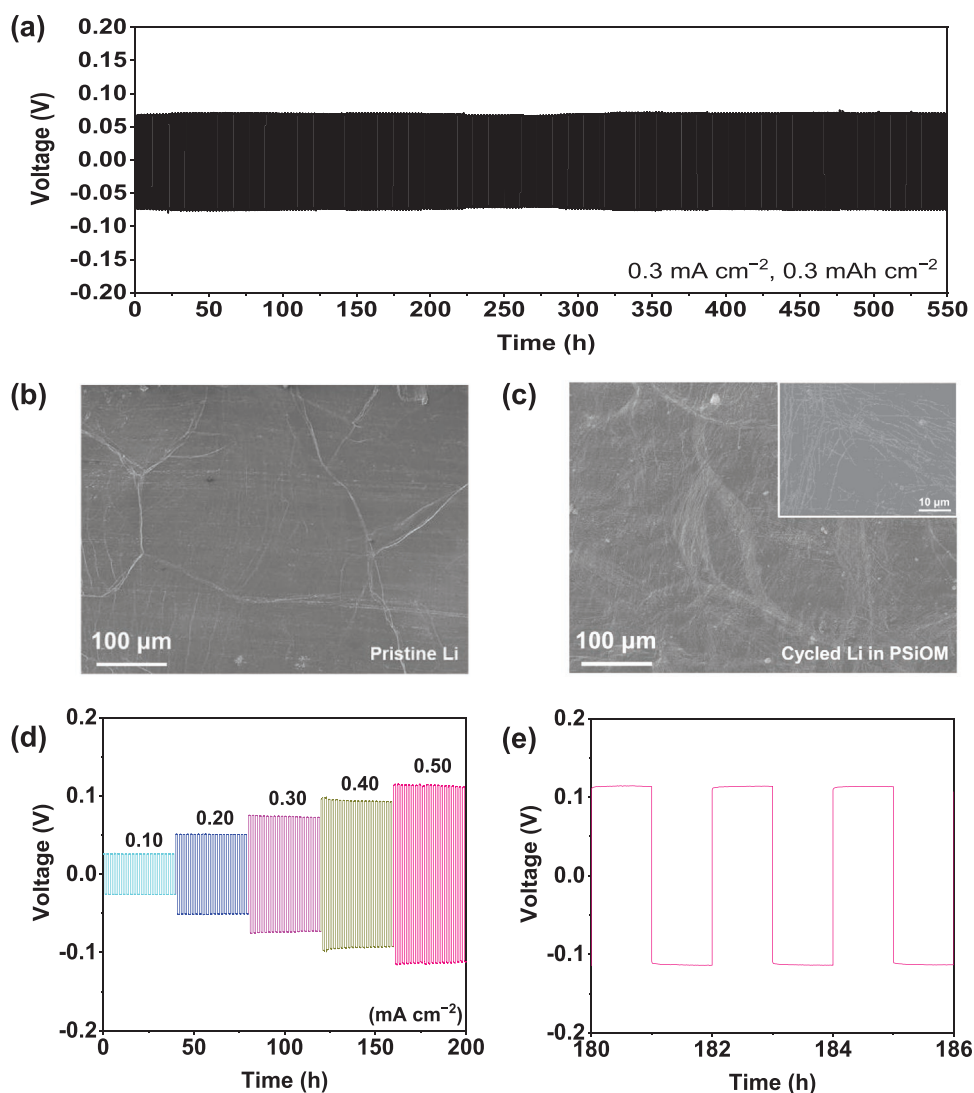 (a)
0.20
0.15
0.10
0.05
0.00
-0.05
-0.10
-0.15
-0.20
Voltage (V)
0.3 mA cm⁻², 0.3 mAh cm⁻²
0 50 100 150 200 250 300 350 400 450 500 550
Time (h)
(b)
100 μm
Pristine Li
(c)
10 μm
100 μm
Cycled Li in PSiOM
(d)
0.2
0.1
0.0
-0.1
-0.2
Voltage (V)
0.10
0.20
0.30
0.40
0.50
(mA cm⁻²)
0 50 100 150 200
Time (h)
(e)
0.2
0.1
0.0
-0.1
-0.2
Voltage (V)
180 182 184 186
Time (h)